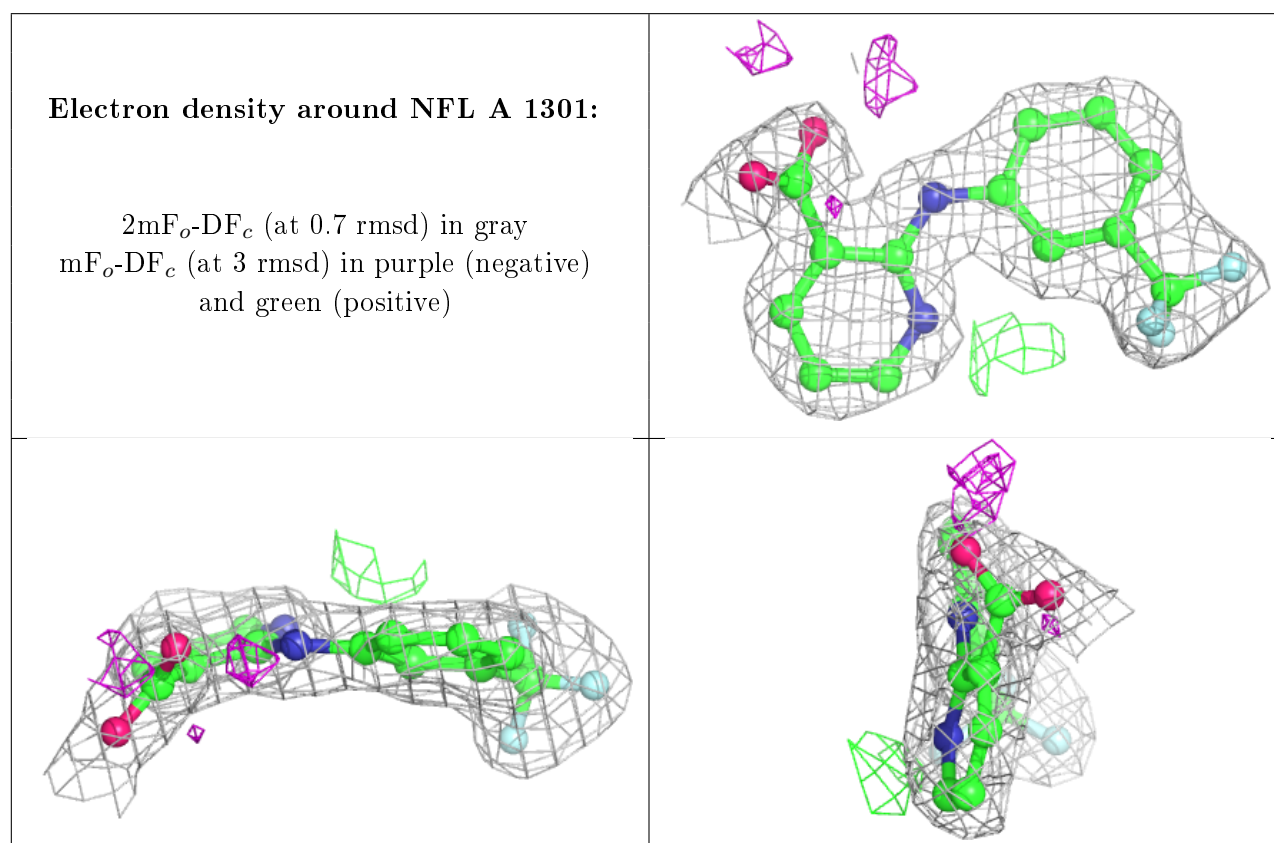 Electron density around NFL A 1301:
2mFo-DFc (at 0.7 rmsd) in gray
mFo-DFc (at 3 rmsd) in purple (negative)
and green (positive)